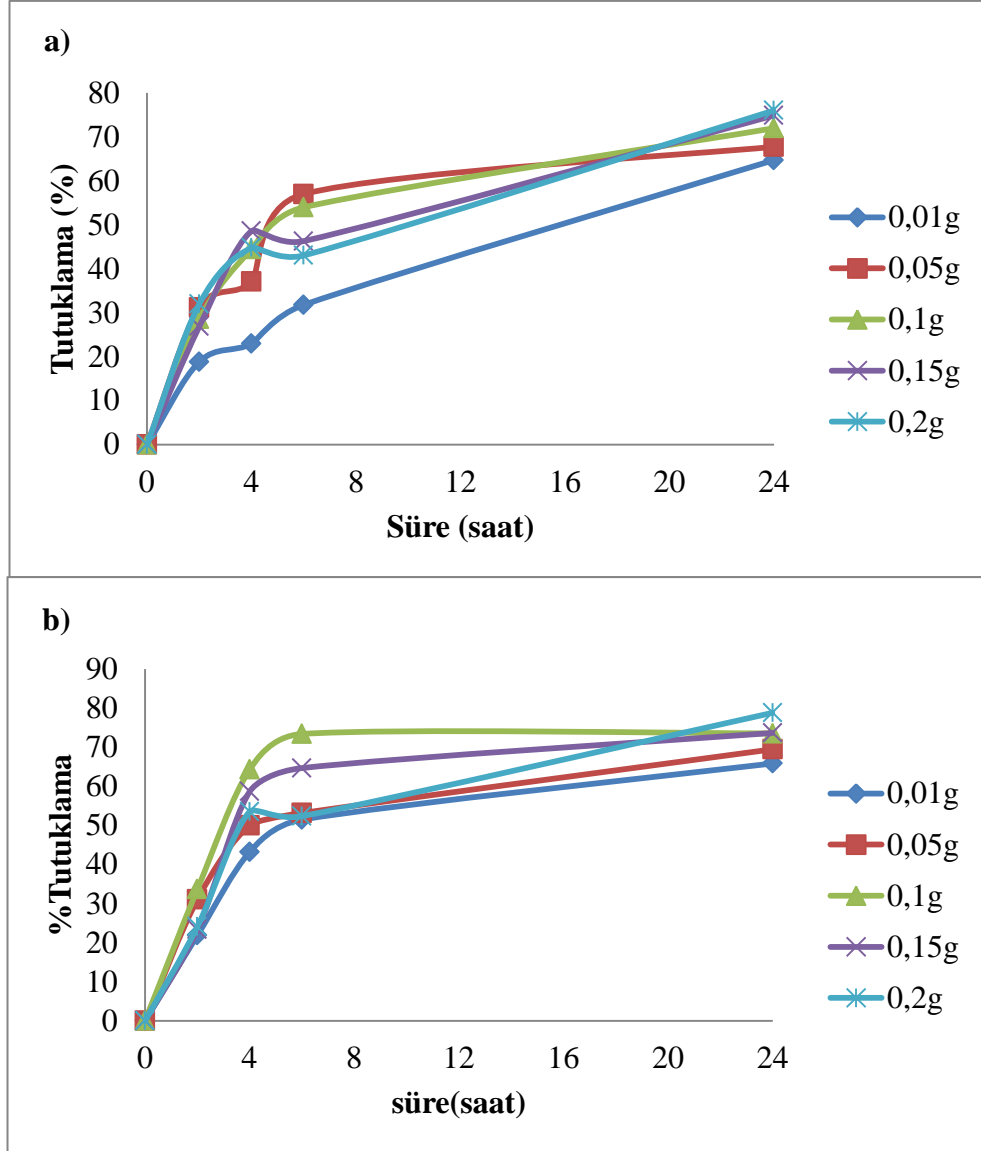 a)
80
70
60
50
40
30
20
10
0
Tutuklama (%)
0 4 8 12 16 20 24
Süre (saat)
0,01g
0,05g
0,1g
0,15g
0,2g
b)
90
80
70
60
50
40
30
20
10
0
%Tutuklama
0 4 8 12 16 20 24
süre(saat)
0,01g
0,05g
0,1g
0,15g
0,2g